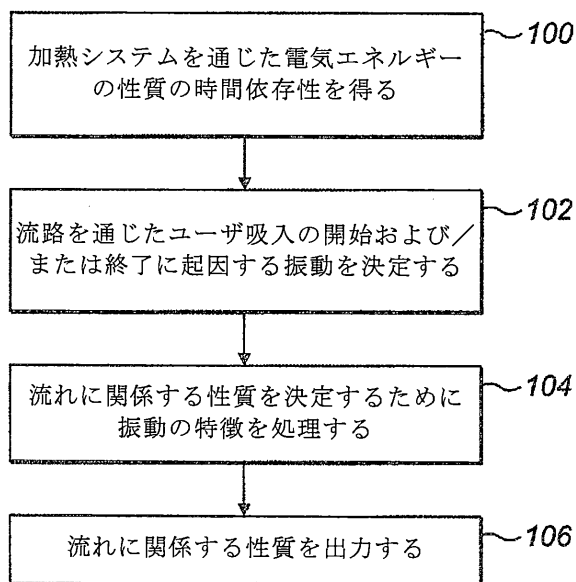 100
加熱システムを通じた電気エネルギー
の性質の時間依存性を得る
102
流路を通じたユーザ吸入の開始および／
または終了に起因する振動を決定する
104
流れに関係する性質を決定するために
振動の特徴を処理する
106
流れに関係する性質を出力する